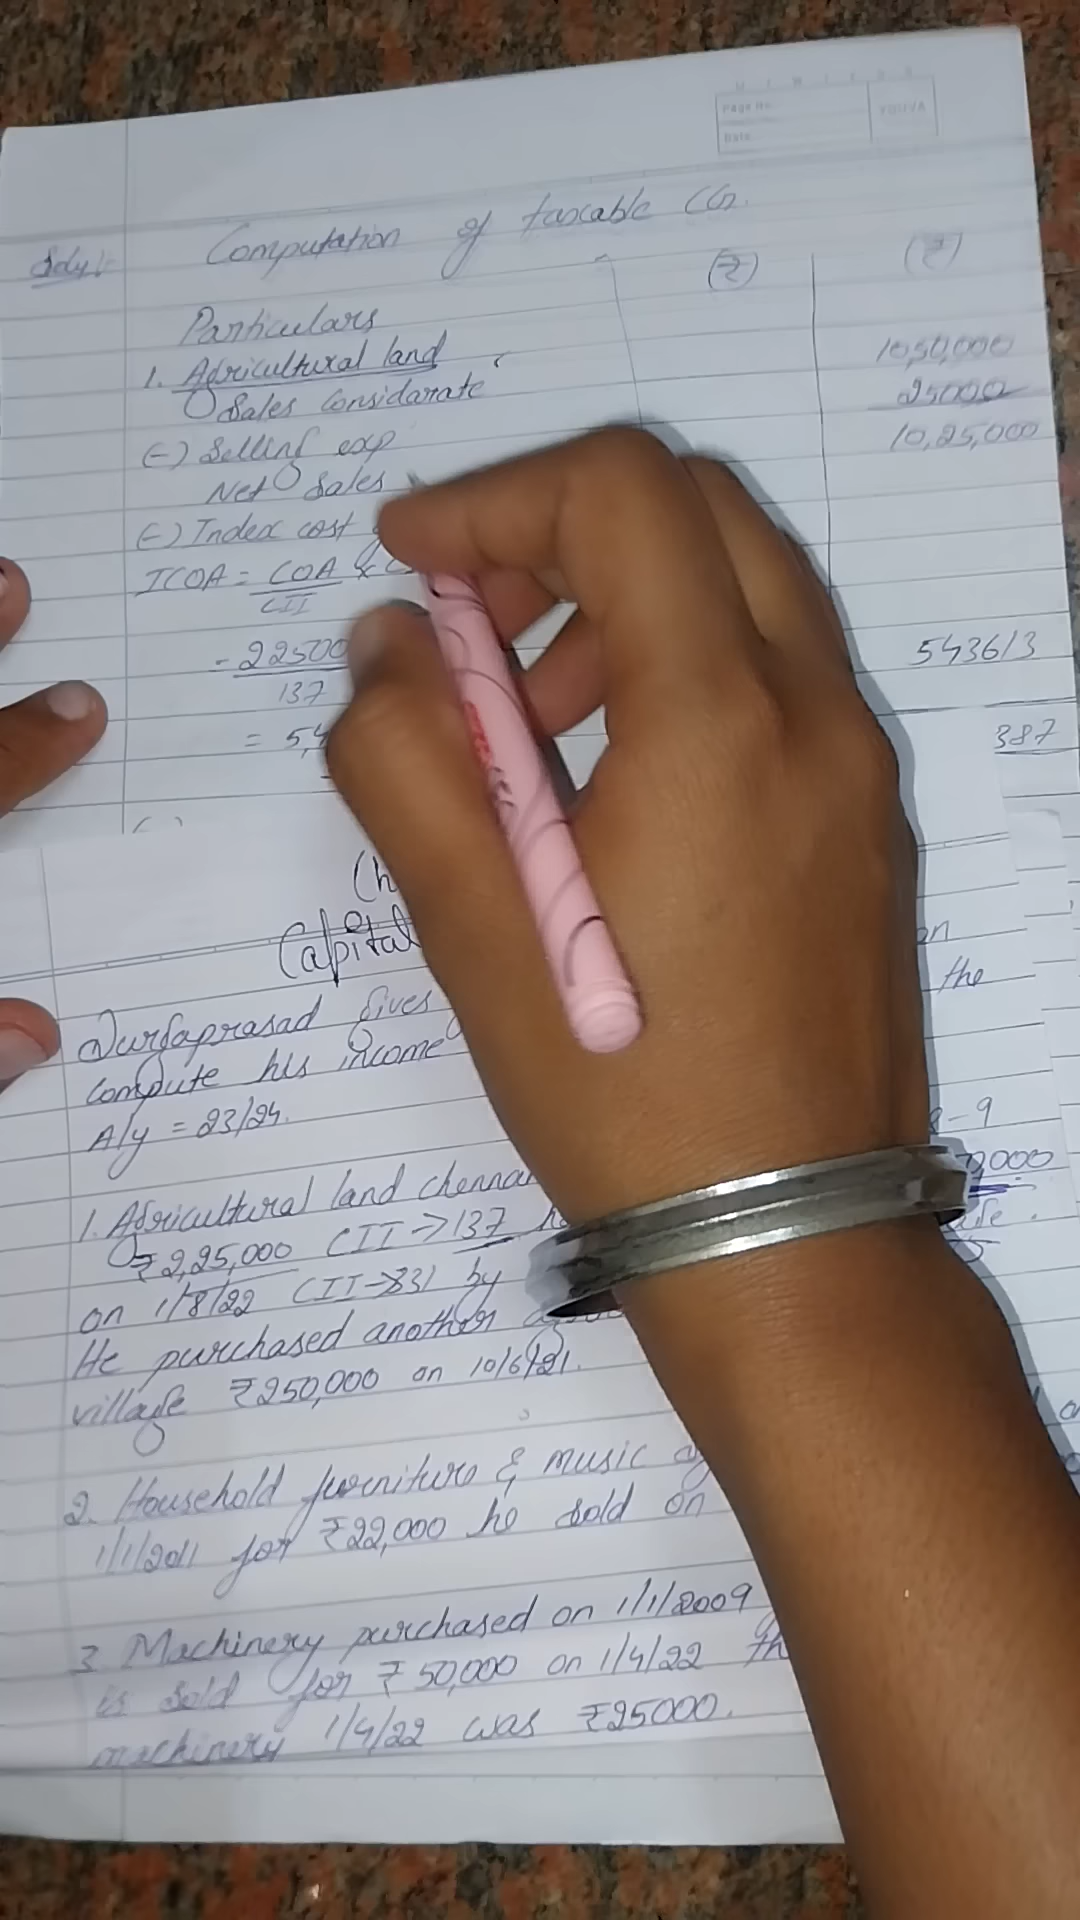 Page No.
Date
YOUVA
Soly:-
Computation of taxable CG.
Particulars (₹) (₹)
1. Agricultural land
Sales Considarate 10,50,000
(-) Selling exp 25000
Net Sales 10,25,000
(-) Index cost
ICOA = COA X
CII
= 22500
137
= 5,4
543613
387
Capital
Durgaprasad gives
the
compute his income
A/y = 23/24.
8-9
1. Agricultural land chennai
₹2,25,000 CII → 137
on 1/8/22 CII → 331 by
He purchased another
village ₹250,000 on 10/6/21.
2. Household furniture & music
1/1/2011 for ₹22,000 he sold on
3 Machinery purchased on 1/1/2009
is sold for ₹50,000 on 1/4/22
machinery 1/4/22 was ₹25000.